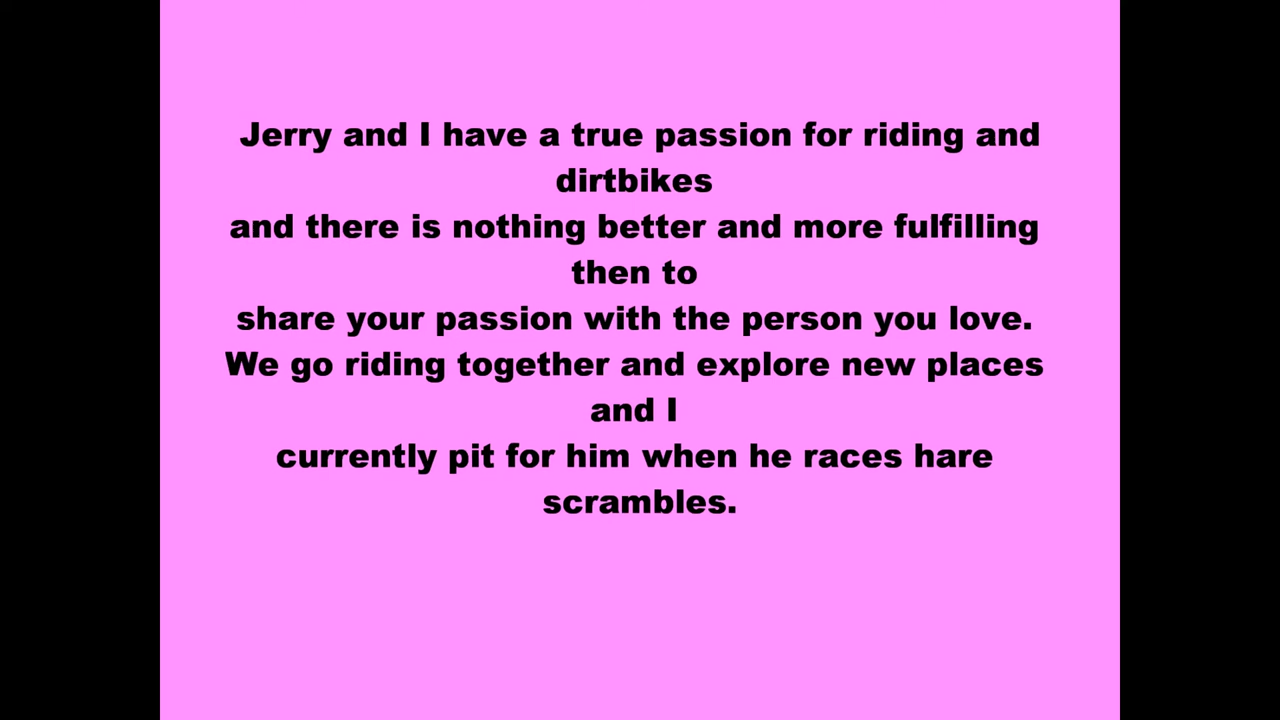 Jerry and I have a true passion for riding and
dirtbikes
and there is nothing better and more fulfilling
then to
share your passion with the person you love.
We go riding together and explore new places
and I
currently pit for him when he races hare
scrambles.